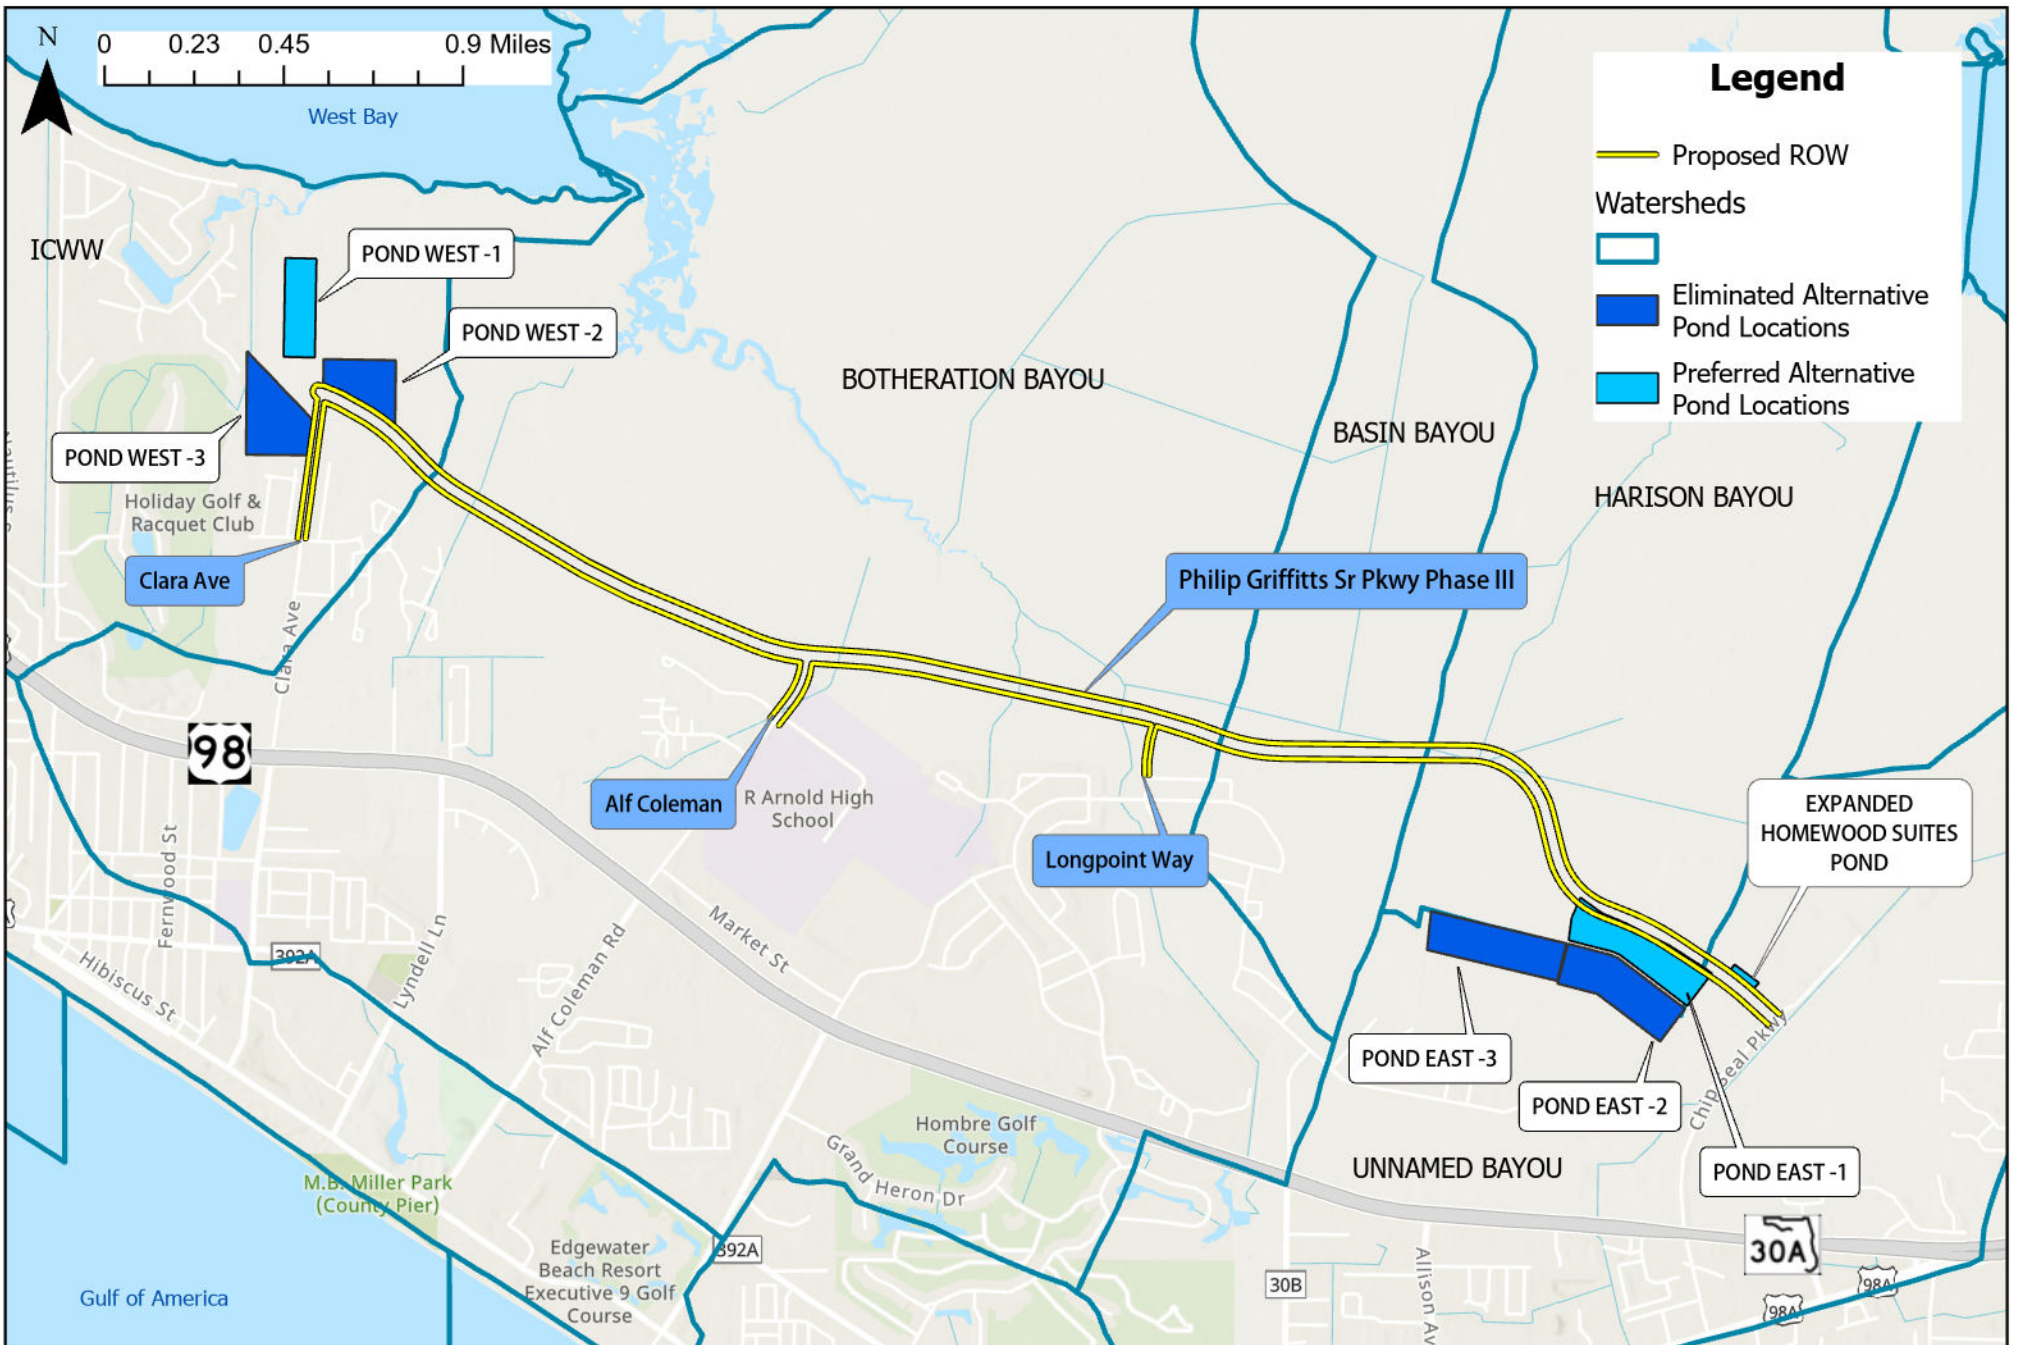 N
0 0.23 0.45 0.9 Miles
West Bay
Legend
Proposed ROW
Watersheds
Eliminated Alternative
Pond Locations
Preferred Alternative
Pond Locations
ICWW
POND WEST -1
POND WEST -2
POND WEST -3
Holiday Golf &
Racquet Club
Clara Ave
Clara Ave
BOTHERATION BAYOU
BASIN BAYOU
HARISON BAYOU
Philip Griffitts Sr Pkwy Phase III
98
Alf Coleman
R Arnold High
School
Longpoint Way
EXPANDED
HOMEWOOD SUITES
POND
Fernwood St
Hibiscus St
392A
Lyndell Ln
Alf Coleman Rd
Market St
POND EAST -3
POND EAST -2
POND EAST -1
Chip Seal Pkwy
UNNAMED BAYOU
Hombre Golf
Course
Grand Heron Dr
M.B. Miller Park
(County Pier)
Edgewater
Beach Resort
Executive 9 Golf
Course
392A
30B
Allison Av
30A
98A
98A
Gulf of America